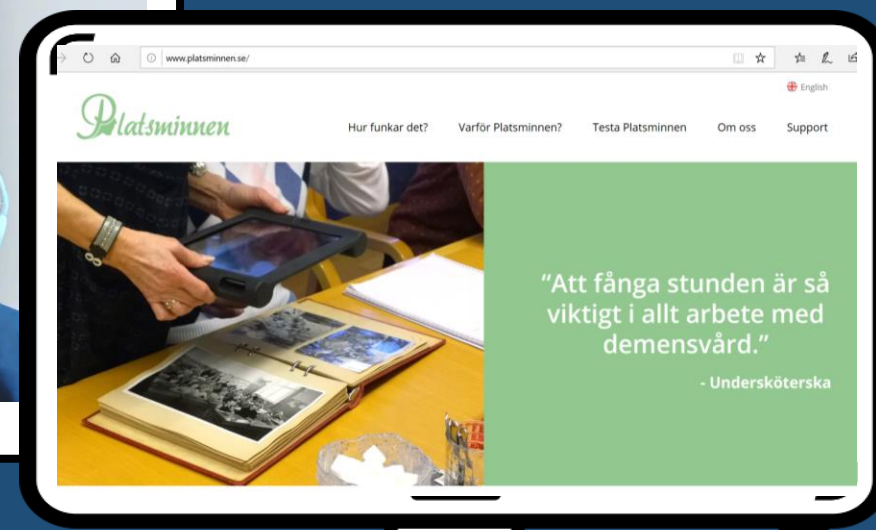 www.platsminnen.se/
English
Platsminnen
Hur funkar det? Varför Platsminnen? Testa Platsminnen Om oss Support
“Att fånga stunden är så
viktigt i allt arbete med
demensvård.”
- Undersköterska